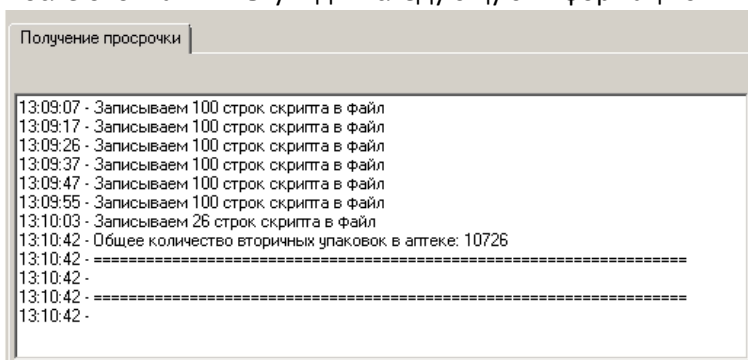 Получение просрочки
13:09:07 - Записываем 100 строк скрипта в файл
13:09:17 - Записываем 100 строк скрипта в файл
13:09:26 - Записываем 100 строк скрипта в файл
13:09:37 - Записываем 100 строк скрипта в файл
13:09:47 - Записываем 100 строк скрипта в файл
13:09:55 - Записываем 100 строк скрипта в файл
13:10:03 - Записываем 26 строк скрипта в файл
13:10:42 - Общее количество вторичных упаковок в аптеке: 10726
13:10:42 - ====================================================================
13:10:42 -
13:10:42 - ====================================================================
13:10:42 -